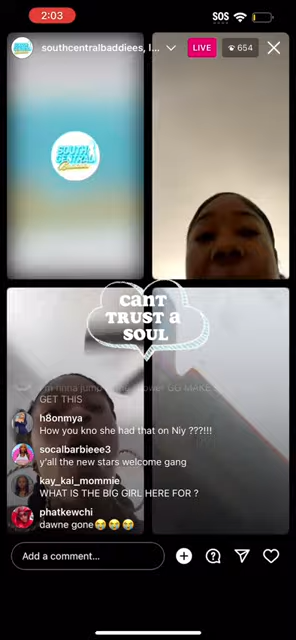 2:03
SOS
southcentralbaddiees, l...
LIVE
654
SOUTH
CENTRAL
CANT
TRUST a
SOUL
GET THIS
h8onmya
How you kno she had that on Niy ???!!!
socalbarbieee3
y'all the new stars welcome gang
kay_kai_mommie
WHAT IS THE BIG GIRL HERE FOR ?
phatkewchi
dawne gone😭😭😭
Add a comment...